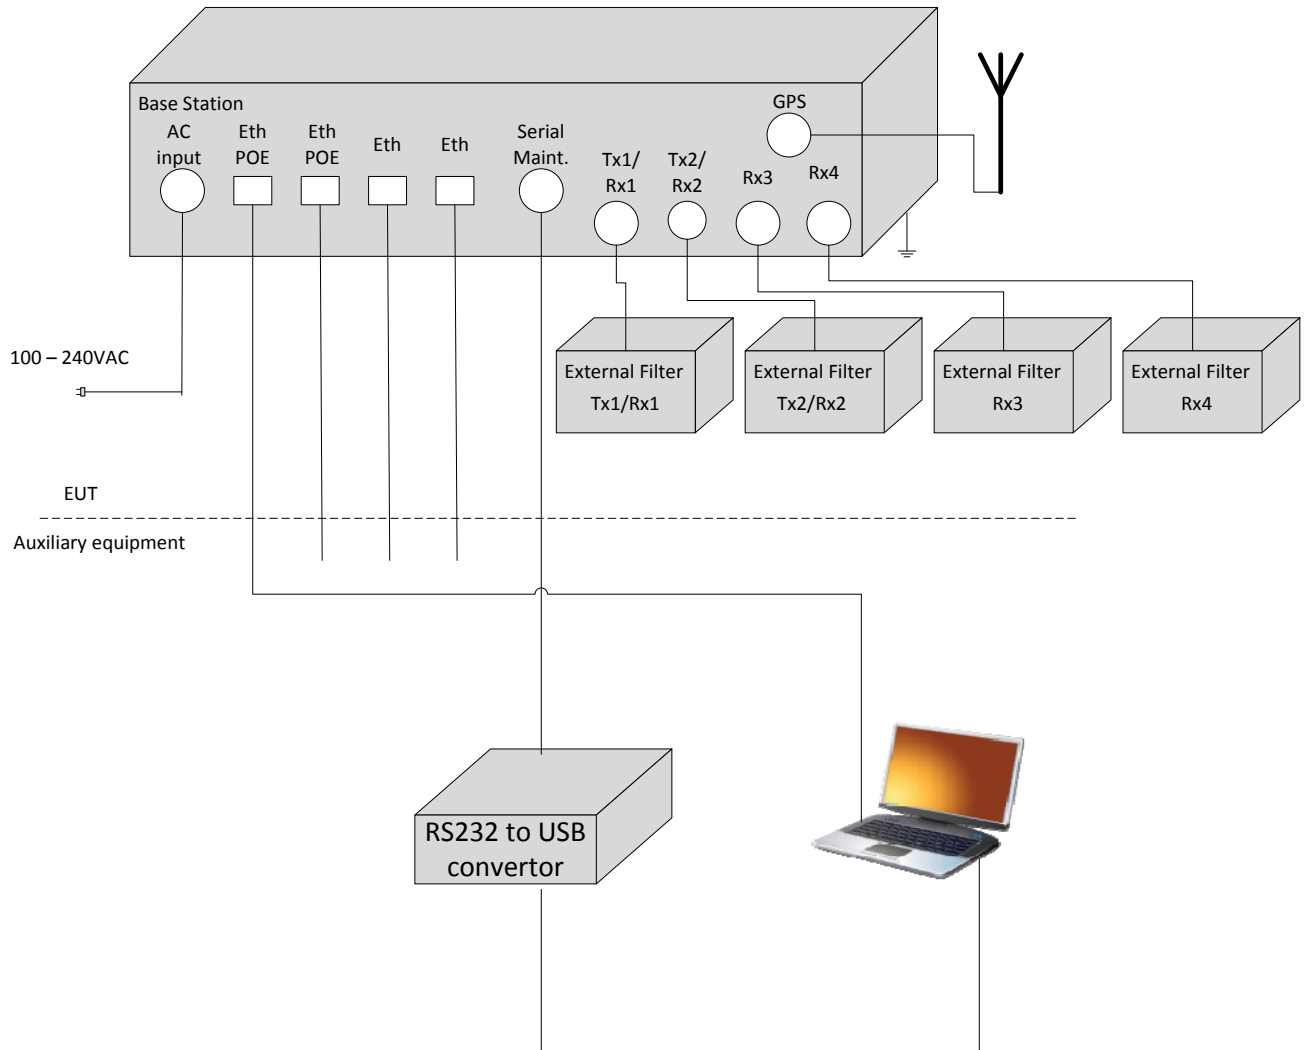 Base Station
AC
input
Eth
POE
Eth
POE
Eth
Eth
Serial
Maint.
Tx1/
Rx1
Tx2/
Rx2
Rx3
Rx4
GPS
100 – 240VAC
External Filter
Tx1/Rx1
External Filter
Tx2/Rx2
External Filter
Rx3
External Filter
Rx4
EUT
Auxiliary equipment
RS232 to USB
convertor